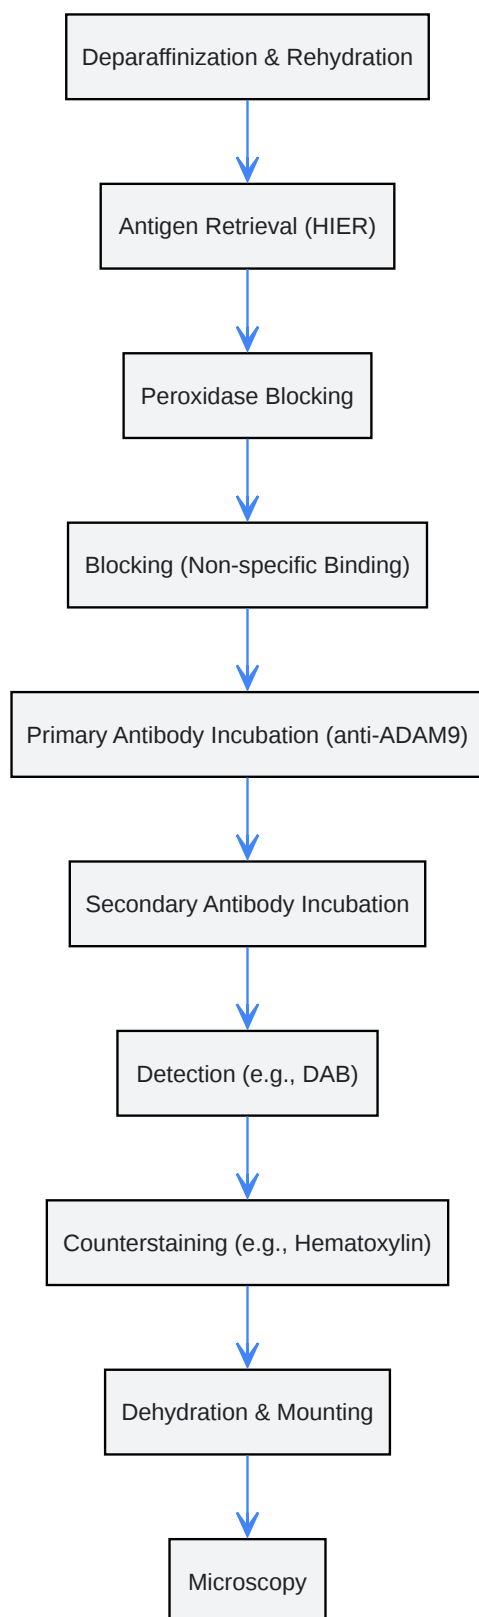 Deparaffinization & Rehydration
Antigen Retrieval (HIER)
Peroxidase Blocking
Blocking (Non-specific Binding)
Primary Antibody Incubation (anti-ADAM9)
Secondary Antibody Incubation
Detection (e.g., DAB)
Counterstaining (e.g., Hematoxylin)
Dehydration & Mounting
Microscopy